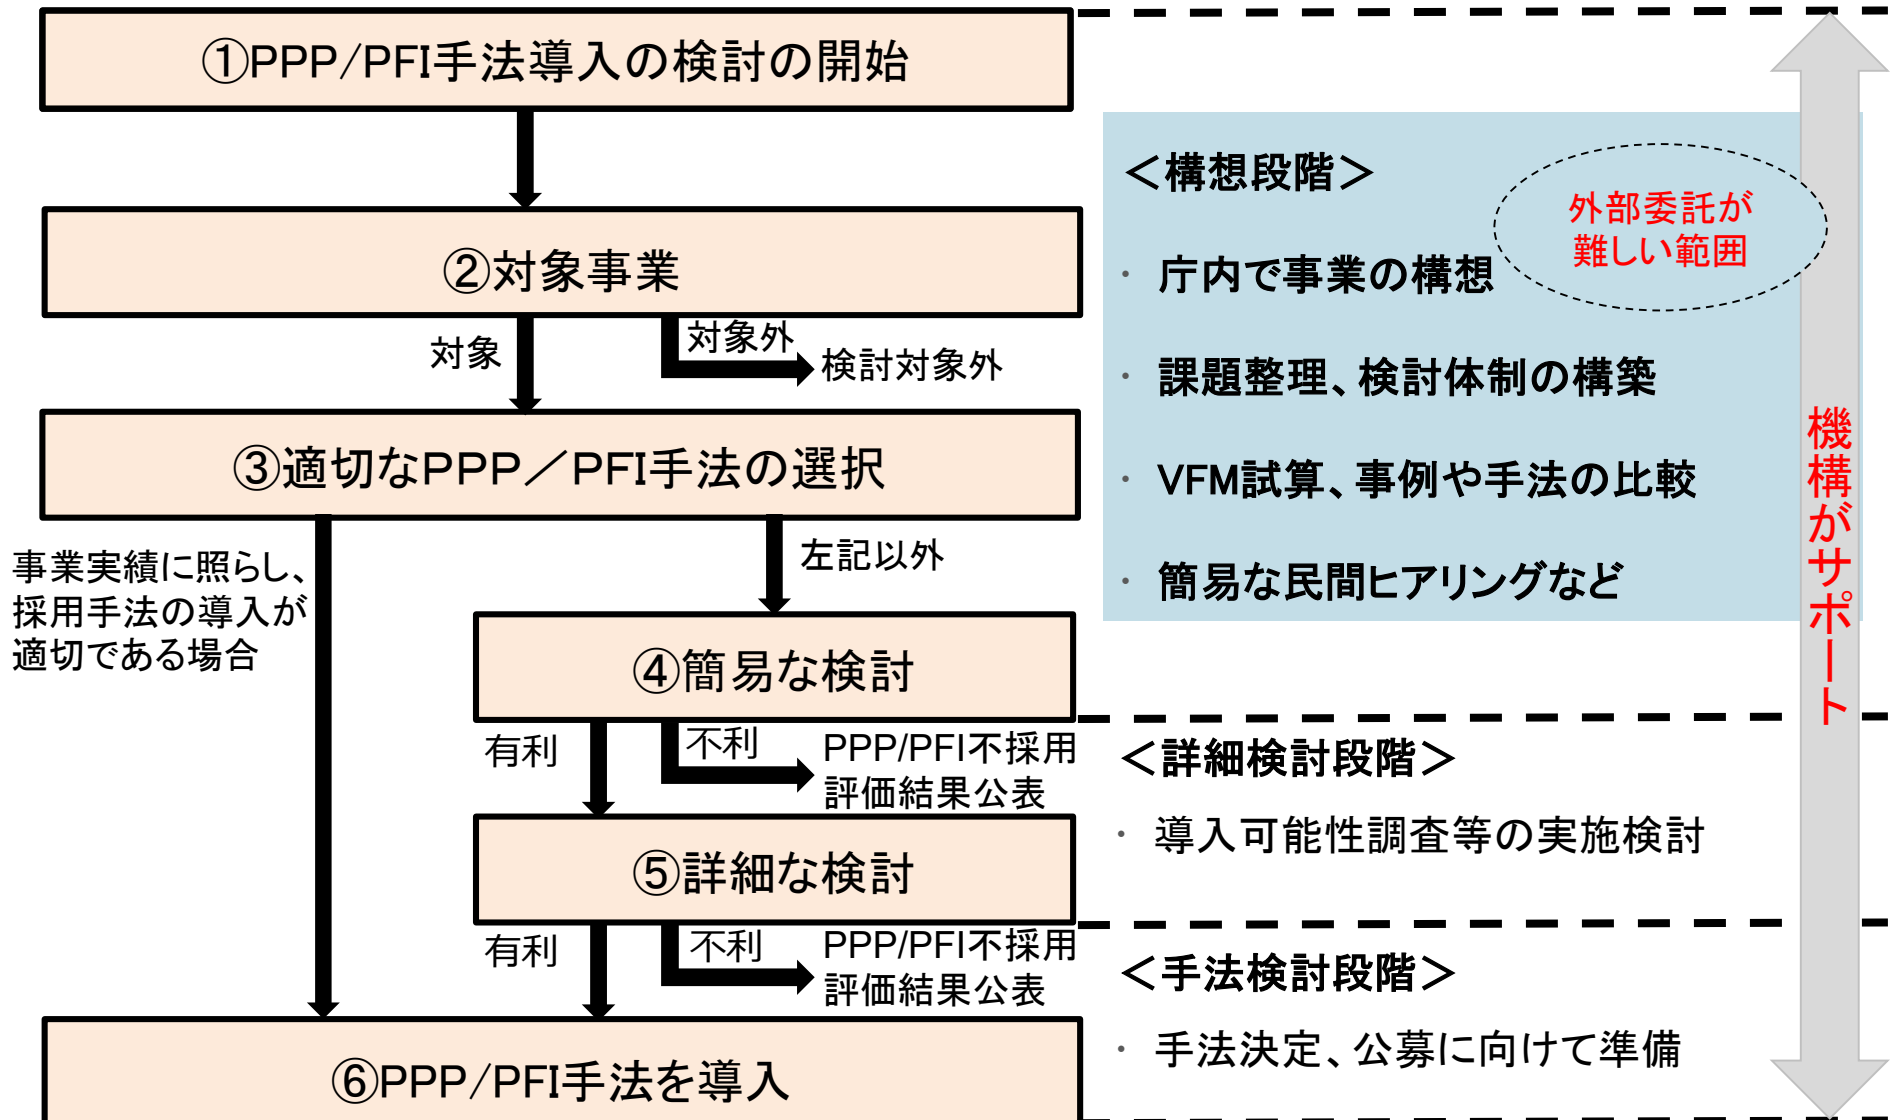 ①PPP/PFI手法導入の検討の開始
②対象事業
対象
対象外
検討対象外
③適切なPPP／PFI手法の選択
事業実績に照らし、
採用手法の導入が
適切である場合
左記以外
④簡易な検討
有利
不利
PPP/PFI不採用
評価結果公表
⑤詳細な検討
有利
不利
PPP/PFI不採用
評価結果公表
⑥PPP/PFI手法を導入
＜構想段階＞
外部委託が
難しい範囲
・ 庁内で事業の構想
・ 課題整理、検討体制の構築
・ VFM試算、事例や手法の比較
・ 簡易な民間ヒアリングなど
＜詳細検討段階＞
・ 導入可能性調査等の実施検討
＜手法検討段階＞
・ 手法決定、公募に向けて準備
機構がサポート